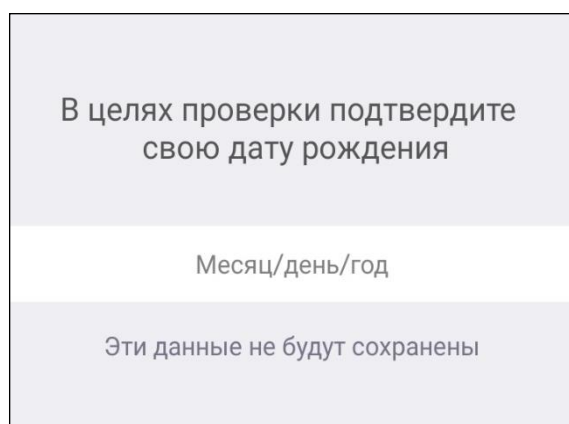 В целях проверки подтвердите
свою дату рождения
Месяц/день/год
Эти данные не будут сохранены